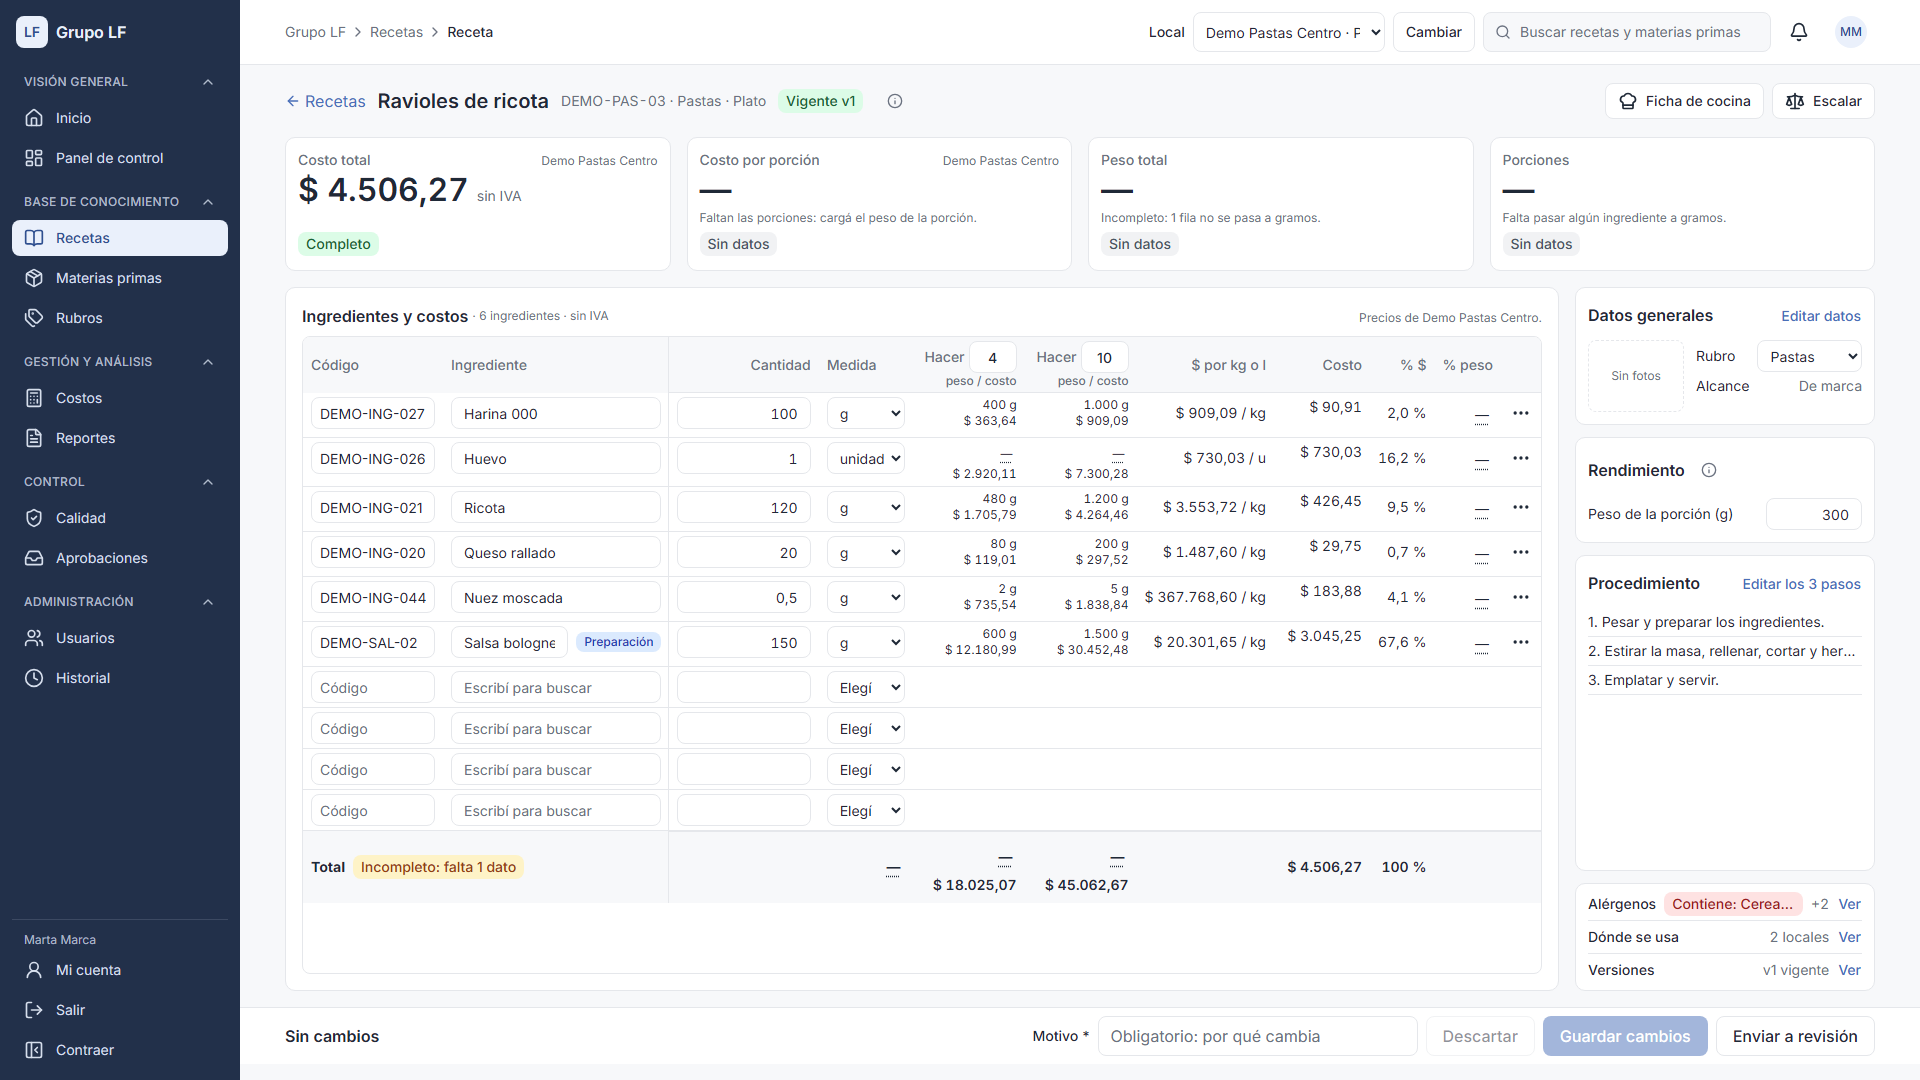 LF Grupo LF
VISIÓN GENERAL
Inicio
Panel de control
BASE DE CONOCIMIENTO
Recetas
Materias primas
Rubros
GESTIÓN Y ANÁLISIS
Costos
Reportes
CONTROL
Calidad
Aprobaciones
ADMINISTRACIÓN
Usuarios
Historial
Marta Marca
Mi cuenta
Salir
Contraer
Grupo LF > Recetas > Receta
Local Demo Pastas Centro · P Cambiar Buscar recetas y materias primas MM
← Recetas Ravioles de ricota DEMO-PAS-03 · Pastas · Plato Vigente v1
Ficha de cocina Escalar
Costo total Demo Pastas Centro
$ 4.506,27 sin IVA
Completo
Costo por porción Demo Pastas Centro
—
Faltan las porciones: cargá el peso de la porción.
Sin datos
Peso total
—
Incompleto: 1 fila no se pasa a gramos.
Sin datos
Porciones
—
Falta pasar algún ingrediente a gramos.
Sin datos
Ingredientes y costos · 6 ingredientes · sin IVA Precios de Demo Pastas Centro.
Código Ingrediente Cantidad Medida Hacer 4 peso / costo Hacer 10 peso / costo $ por kg o l Costo % $ % peso
DEMO-ING-027 Harina 000 100 g 400 g $ 363,64 1.000 g $ 909,09 $ 909,09 / kg $ 90,91 2,0 % — •••
DEMO-ING-026 Huevo 1 unidad — $ 2.920,11 — $ 7.300,28 $ 730,03 / u $ 730,03 16,2 % — •••
DEMO-ING-021 Ricota 120 g 480 g $ 1.705,79 1.200 g $ 4.264,46 $ 3.553,72 / kg $ 426,45 9,5 % — •••
DEMO-ING-020 Queso rallado 20 g 80 g $ 119,01 200 g $ 297,52 $ 1.487,60 / kg $ 29,75 0,7 % — •••
DEMO-ING-044 Nuez moscada 0,5 g 2 g $ 735,54 5 g $ 1.838,84 $ 367.768,60 / kg $ 183,88 4,1 % — •••
DEMO-SAL-02 Salsa bologne Preparación 150 g 600 g $ 12.180,99 1.500 g $ 30.452,48 $ 20.301,65 / kg $ 3.045,25 67,6 % — •••
Código Escribí para buscar Elegí
Código Escribí para buscar Elegí
Código Escribí para buscar Elegí
Código Escribí para buscar Elegí
Total Incompleto: falta 1 dato — — $ 18.025,07 — $ 45.062,67 $ 4.506,27 100 %
Datos generales Editar datos
Sin fotos
Rubro Pastas
Alcance De marca
Rendimiento
Peso de la porción (g) 300
Procedimiento Editar los 3 pasos
1. Pesar y preparar los ingredientes.
2. Estirar la masa, rellenar, cortar y her...
3. Emplatar y servir.
Alérgenos Contiene: Cerea... +2 Ver
Dónde se usa 2 locales Ver
Versiones v1 vigente Ver
Sin cambios Motivo * Obligatorio: por qué cambia Descartar Guardar cambios Enviar a revisión